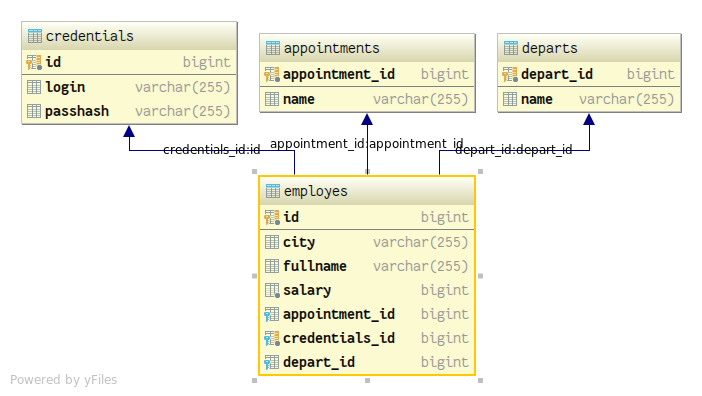 credentials
id bigint
login varchar(255)
passhash varchar(255)
appointments
appointment_id bigint
name varchar(255)
departs
depart_id bigint
name varchar(255)
credentials_id:id
appointment_id:appointment_id
depart_id:depart_id
employes
id bigint
city varchar(255)
fullname varchar(255)
salary bigint
appointment_id bigint
credentials_id bigint
depart_id bigint
Powered by yFiles